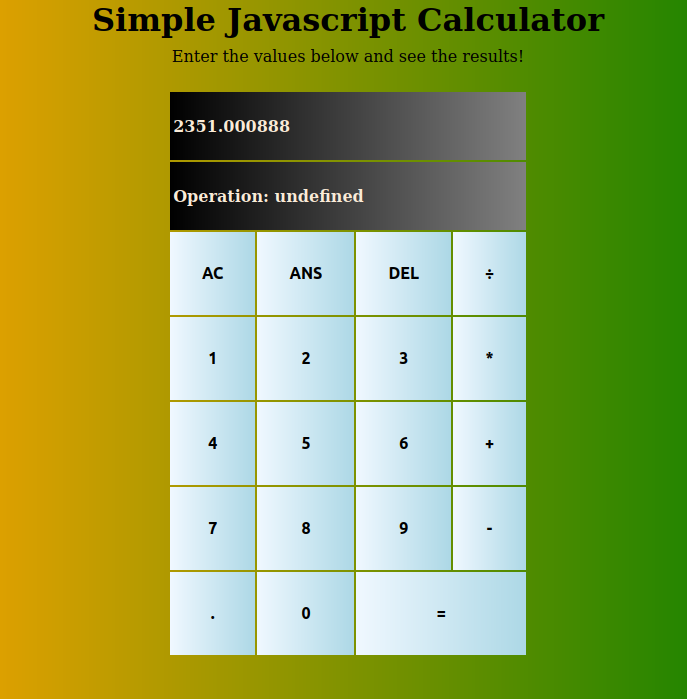 Simple Javascript Calculator
Enter the values below and see the results!
2351.000888
Operation: undefined
AC ANS DEL ÷
1 2 3 *
4 5 6 +
7 8 9 -
. 0 =